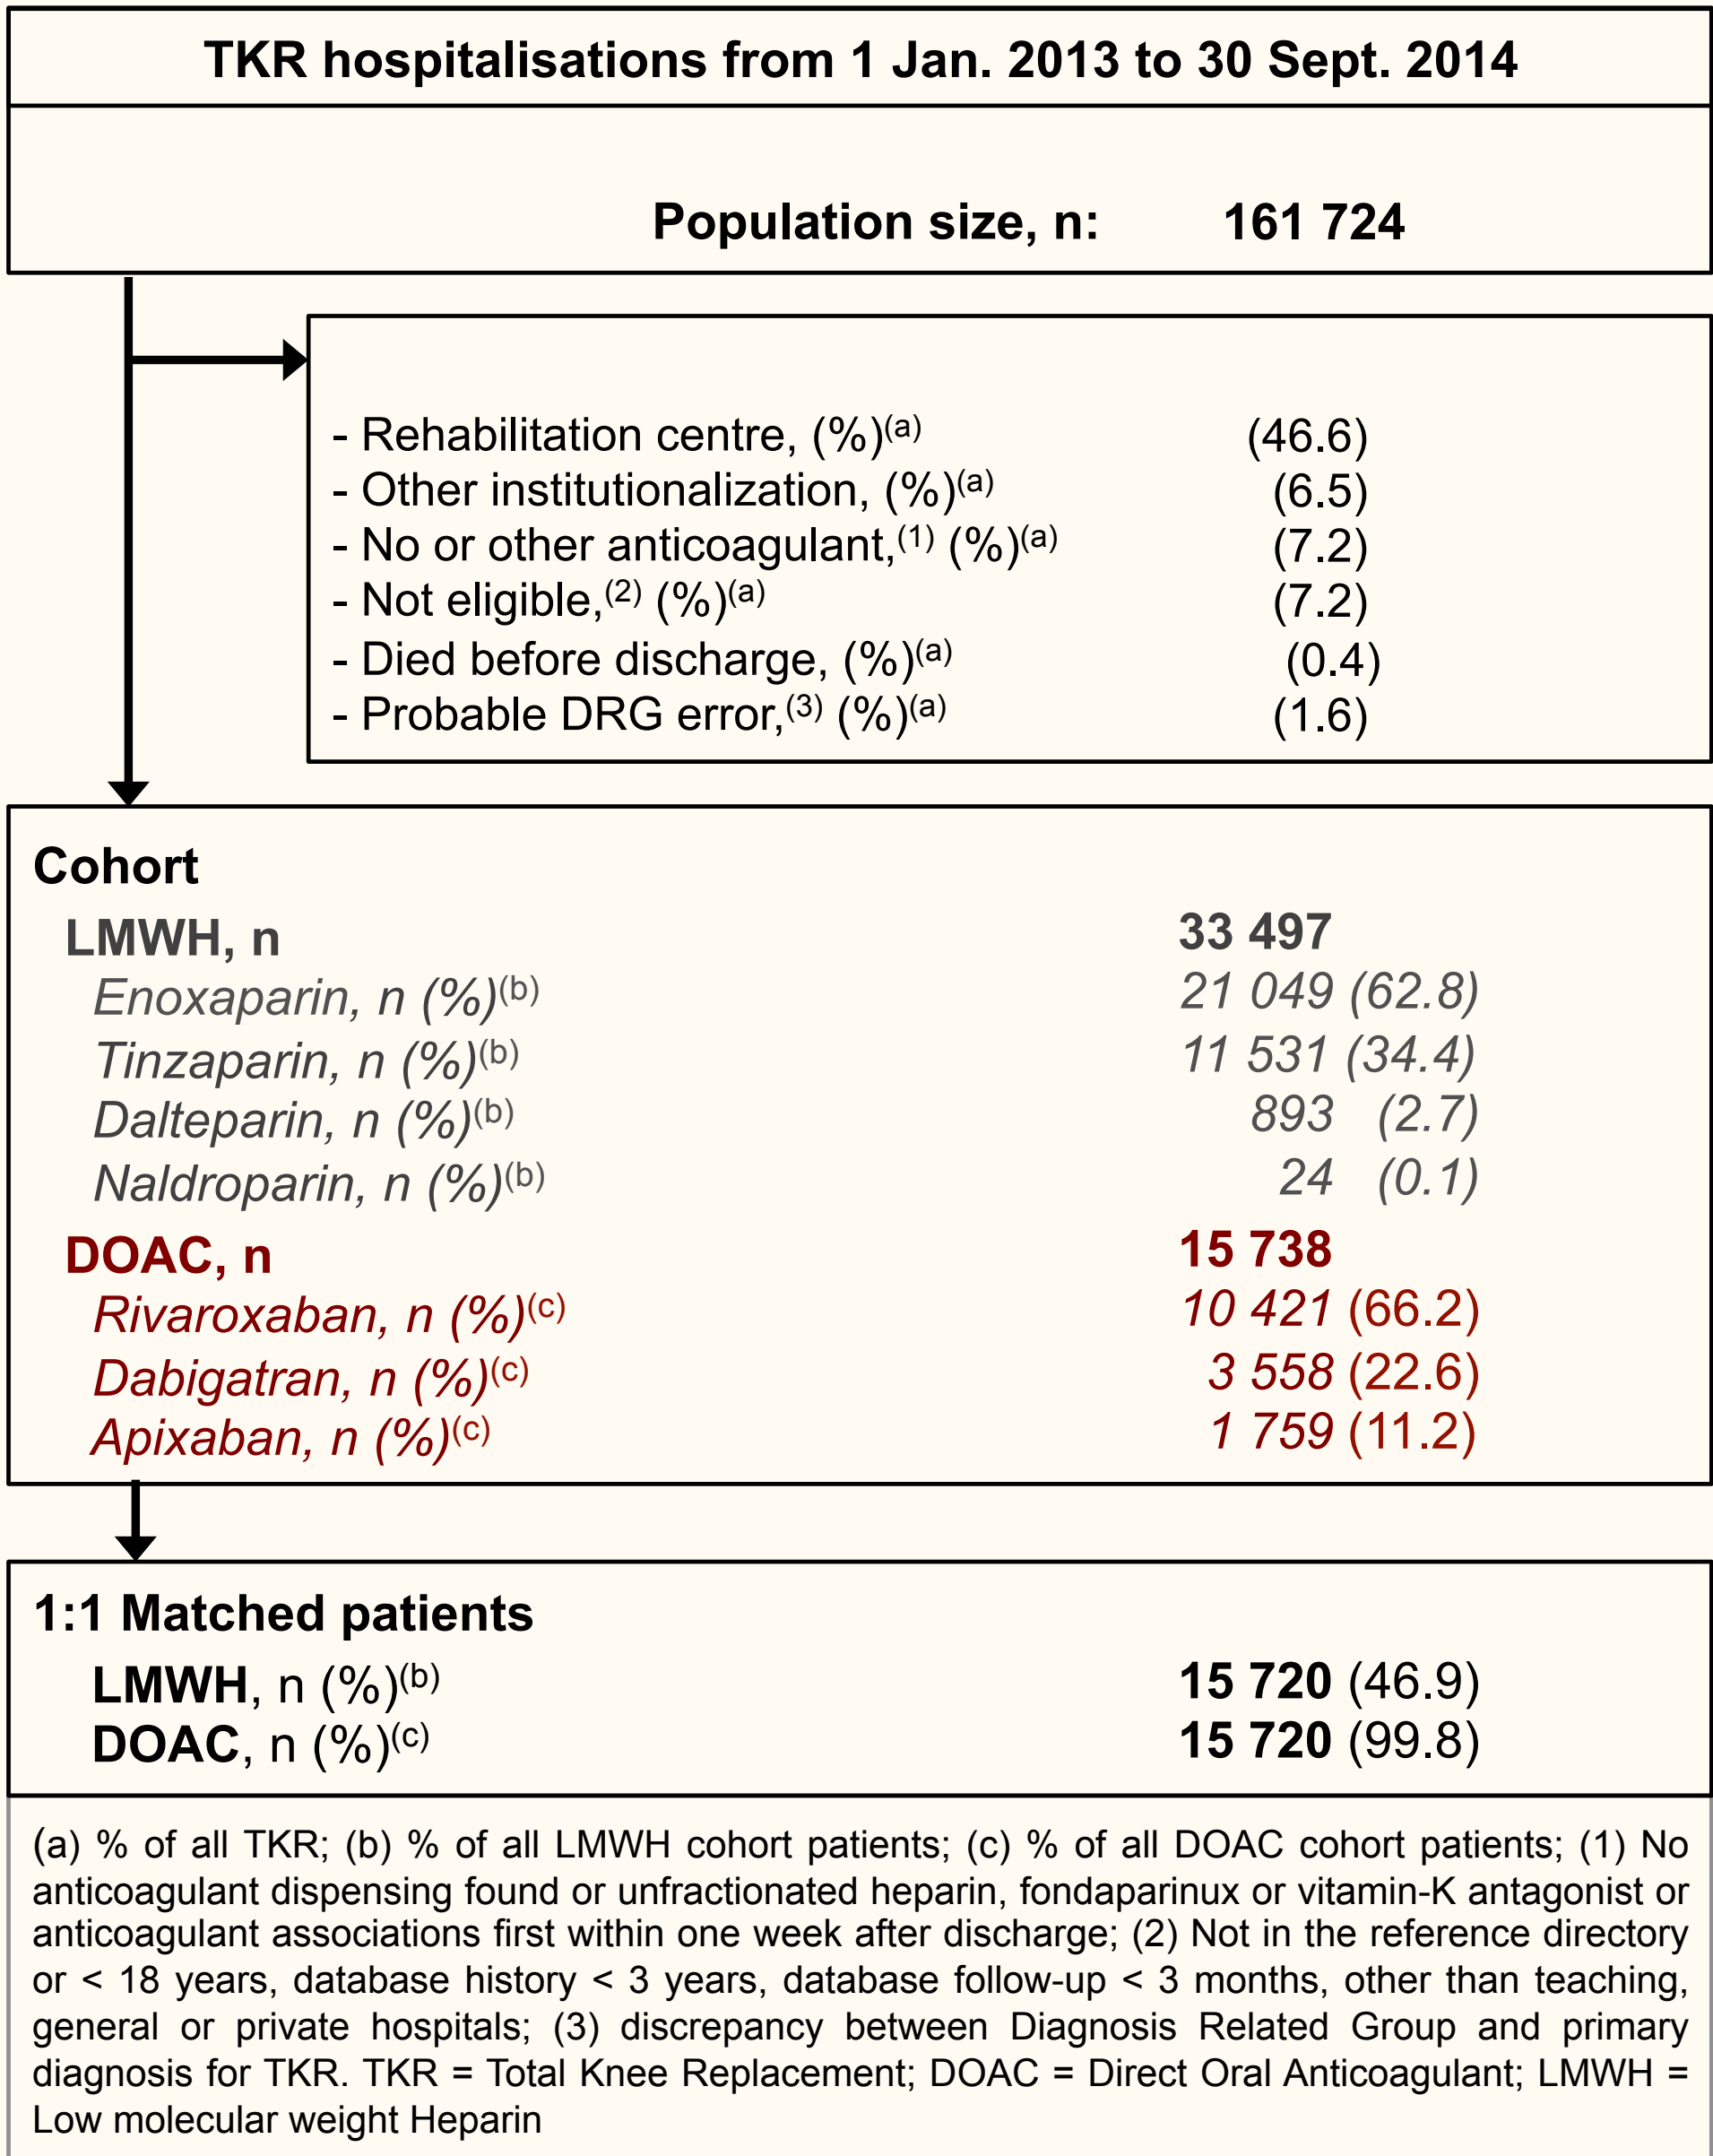 TKR hospitalisations from 1 Jan. 2013 to 30 Sept. 2014
Population size, n: 161 724
- Rehabilitation centre, (%)(a) (46.6)
- Other institutionalization, (%)(a) (6.5)
- No or other anticoagulant,(1) (%)(a) (7.2)
- Not eligible,(2) (%)(a) (7.2)
- Died before discharge, (%)(a) (0.4)
- Probable DRG error,(3) (%)(a) (1.6)
Cohort
LMWH, n 33 497
Enoxaparin, n (%)(b) 21 049 (62.8)
Tinzaparin, n (%)(b) 11 531 (34.4)
Dalteparin, n (%)(b) 893 (2.7)
Naldroparin, n (%)(b) 24 (0.1)
DOAC, n 15 738
Rivaroxaban, n (%)(c) 10 421 (66.2)
Dabigatran, n (%)(c) 3 558 (22.6)
Apixaban, n (%)(c) 1 759 (11.2)
1:1 Matched patients
LMWH, n (%)(b) 15 720 (46.9)
DOAC, n (%)(c) 15 720 (99.8)
(a) % of all TKR; (b) % of all LMWH cohort patients; (c) % of all DOAC cohort patients; (1) No
anticoagulant dispensing found or unfractionated heparin, fondaparinux or vitamin-K antagonist or
anticoagulant associations first within one week after discharge; (2) Not in the reference directory
or < 18 years, database history < 3 years, database follow-up < 3 months, other than teaching,
general or private hospitals; (3) discrepancy between Diagnosis Related Group and primary
diagnosis for TKR. TKR = Total Knee Replacement; DOAC = Direct Oral Anticoagulant; LMWH =
Low molecular weight Heparin